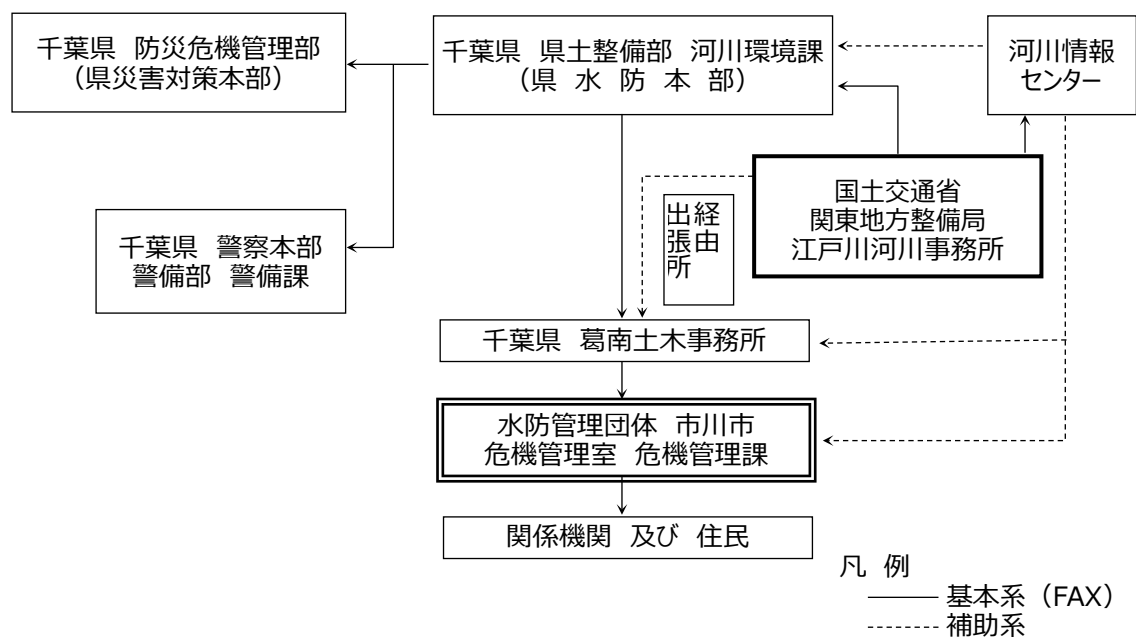 千葉県 防災危機管理部
（県災害対策本部）
千葉県 県土整備部 河川環境課
（県 水 防 本 部）
河川情報
センター
国土交通省
関東地方整備局
江戸川河川事務所
経由
出張所
千葉県 警察本部
警備部 警備課
千葉県 葛南土木事務所
水防管理団体 市川市
危機管理室 危機管理課
関係機関 及び 住民
凡 例
基本系（FAX）
補助系